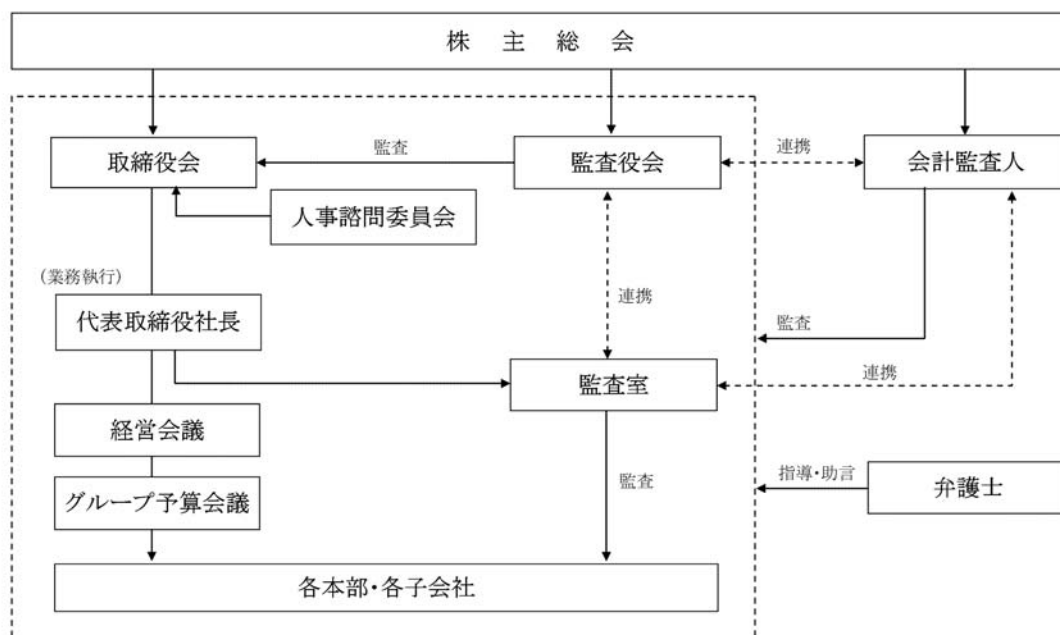 株主総会
取締役会
監査
監査役会
連携
会計監査人
人事諮問委員会
(業務執行)
連携
代表取締役社長
監査
監査室
連携
経営会議
グループ予算会議
監査
指導・助言
弁護士
各本部・各子会社